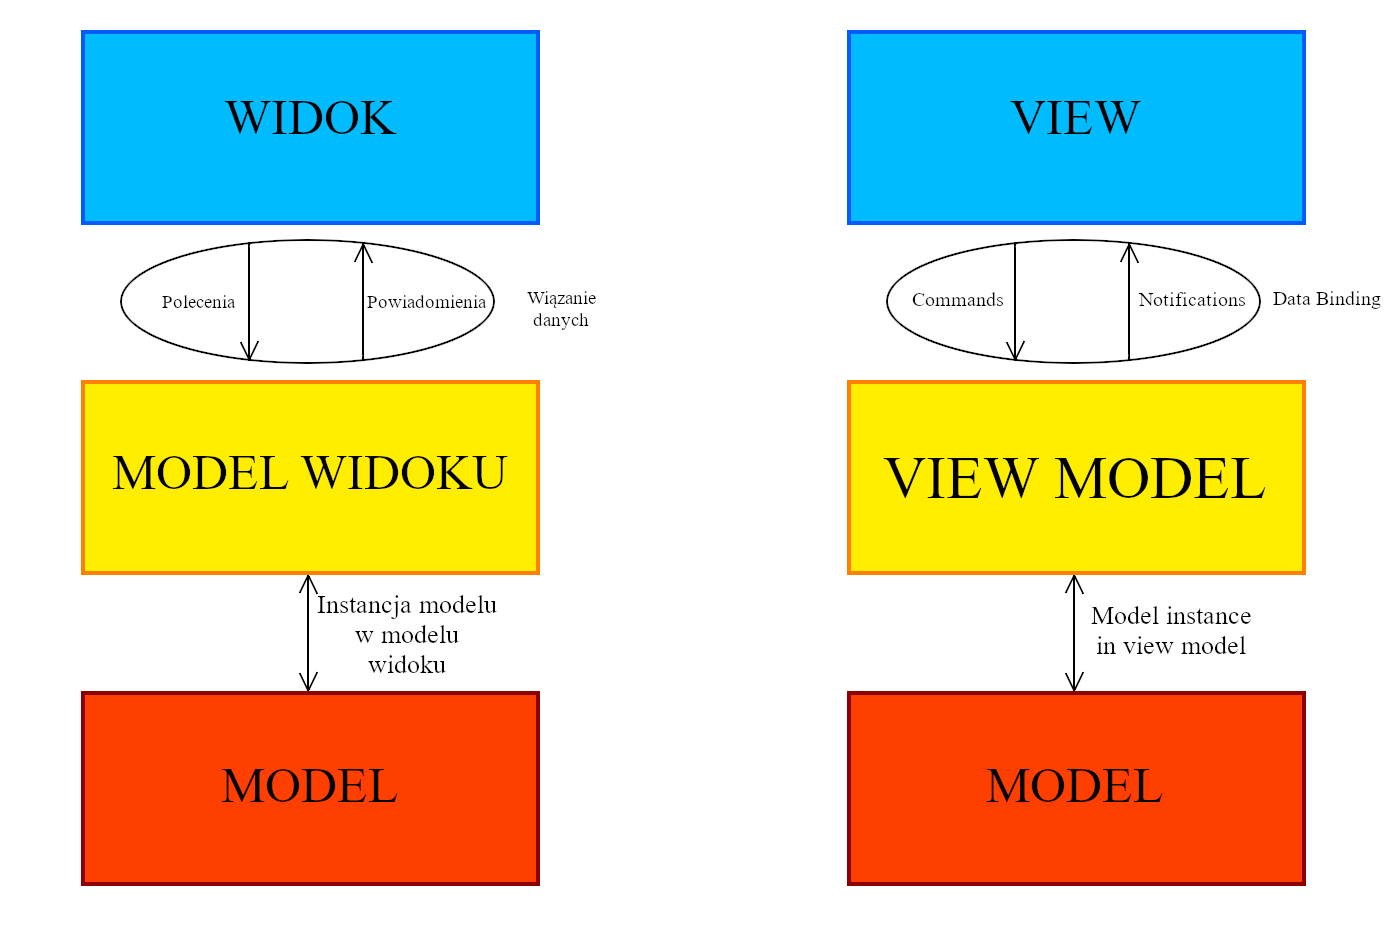 WIDOK
Polecenia
Powiadomienia
Wiązanie
danych
MODEL WIDOKU
Instancja modelu
w modelu
widoku
MODEL
VIEW
Commands
Notifications
Data Binding
VIEW MODEL
Model instance
in view model
MODEL